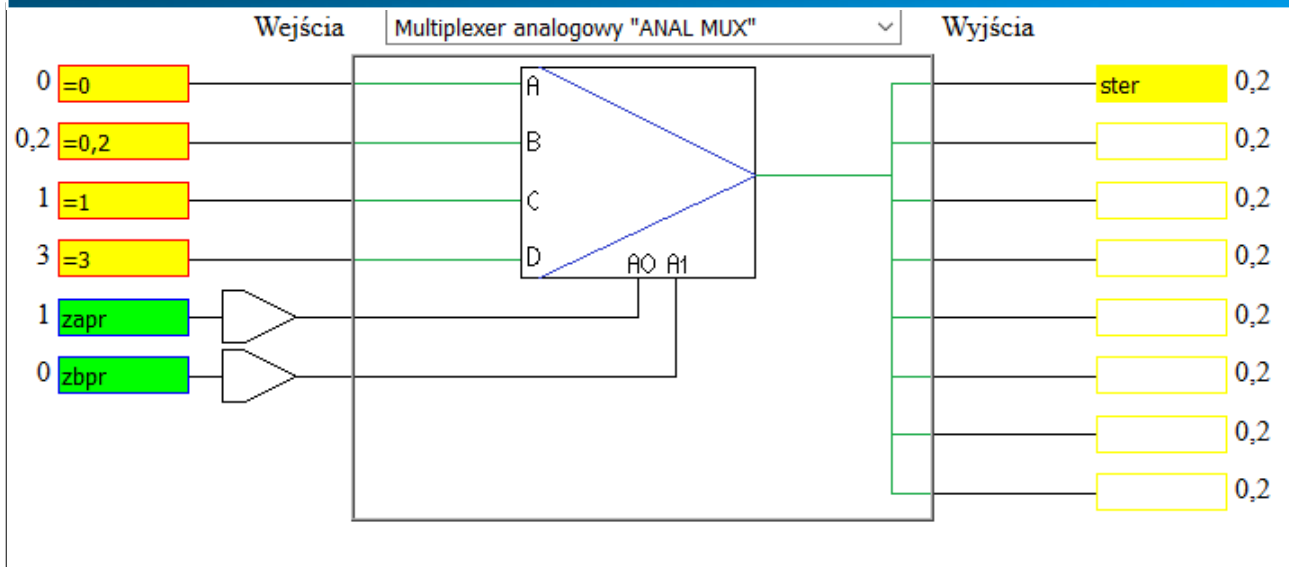 Wejścia Multiplexer analogowy "ANAL MUX" Wyjścia
0 =0 A ster 0,2
0,2 =0,2 B 0,2
1 =1 C 0,2
3 =3 D A0 A1 0,2
1 zapr 0,2
0 zbpr 0,2
0,2
0,2